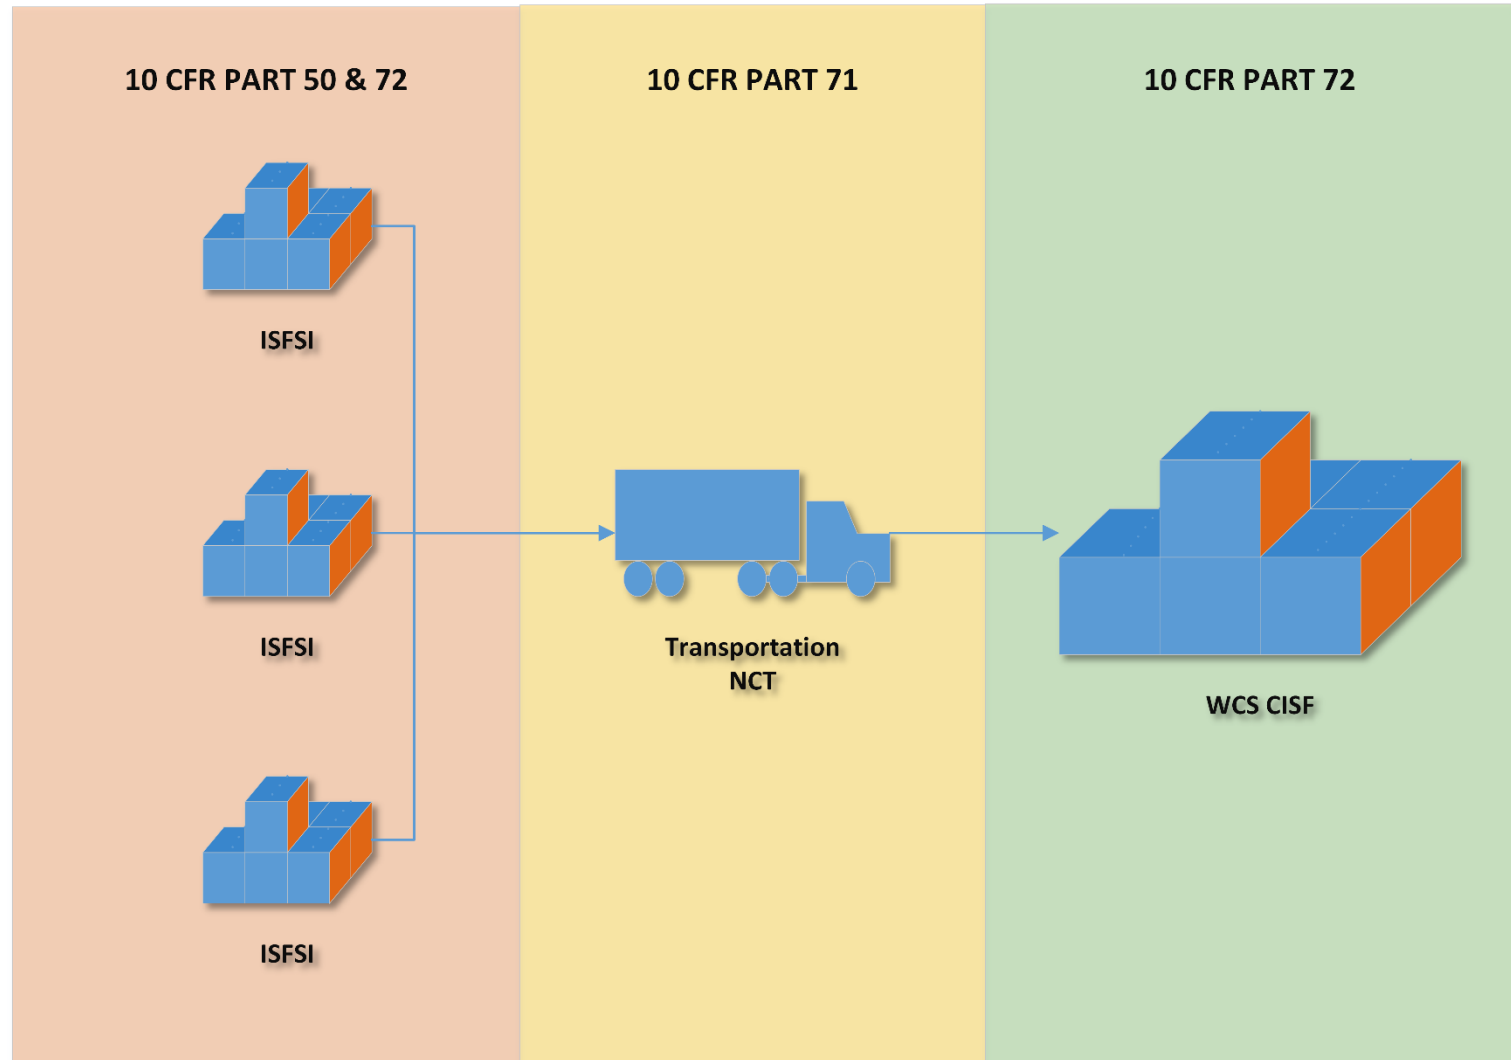 10 CFR PART 50 & 72
10 CFR PART 71
10 CFR PART 72
ISFSI
ISFSI
ISFSI
Transportation
NCT
WCS CISF